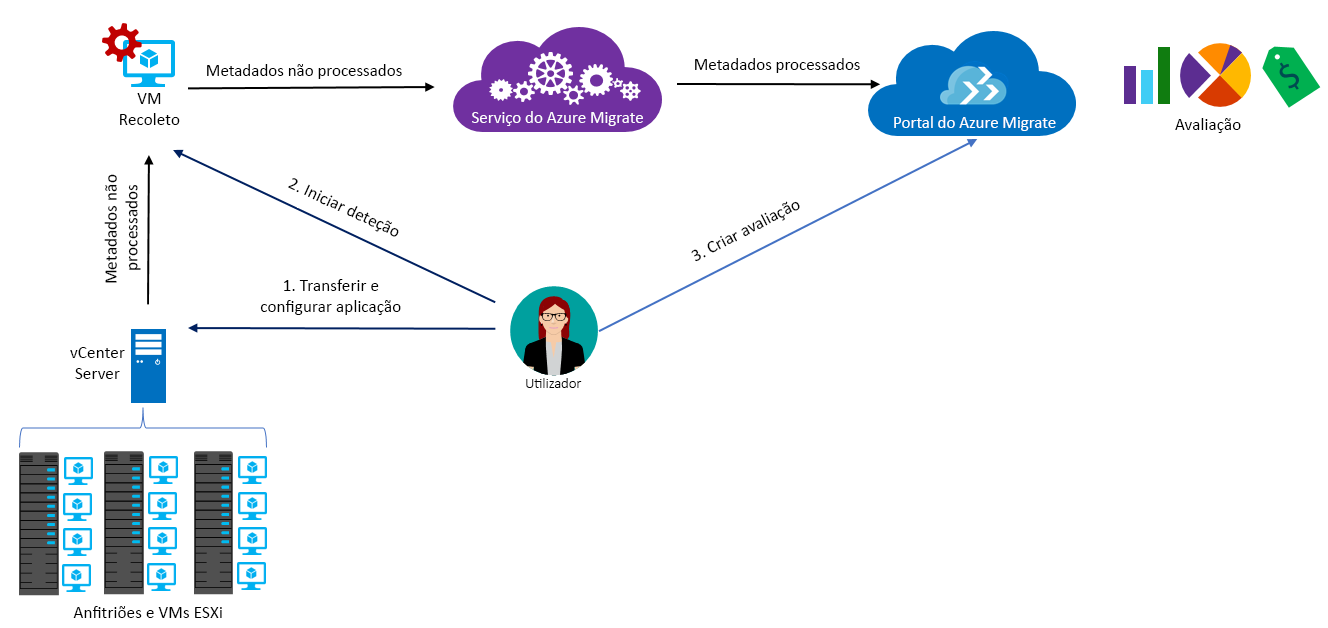 VM
Recoleto
Metadados não processados
Serviço do Azure Migrate
Metadados processados
Portal do Azure Migrate
Avaliação
Metadados não
processados
2. Iniciar deteção
3. Criar avaliação
1. Transferir e
configurar aplicação
vCenter
Server
Utilizador
Anfitriões e VMs ESXi